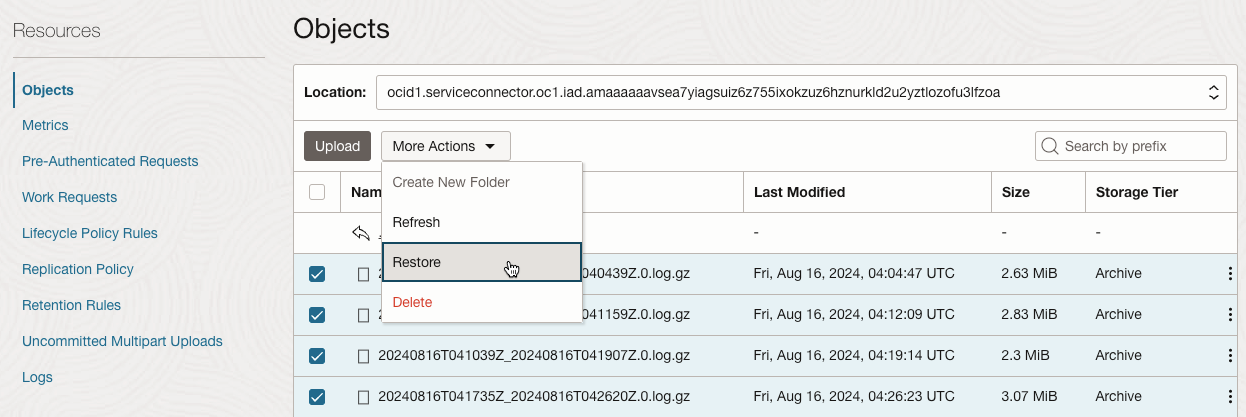 Resources
Objects
Metrics
Pre-Authenticated Requests
Work Requests
Lifecycle Policy Rules
Replication Policy
Retention Rules
Uncommitted Multipart Uploads
Logs
Objects
Location: ocid1.serviceconnector.oc1.iad.amaaaaaavsea7yiagsuiz6z755ixokzuz6hznurkld2u2yztlozofu3lfzoa
Upload More Actions Search by prefix
Create New Folder
Refresh
Restore
Delete
Nam Last Modified Size Storage Tier
- - -
2 040439Z.0.log.gz Fri, Aug 16, 2024, 04:04:47 UTC 2.63 MiB Archive
2 041159Z.0.log.gz Fri, Aug 16, 2024, 04:12:09 UTC 2.83 MiB Archive
20240816T041039Z_20240816T041907Z.0.log.gz Fri, Aug 16, 2024, 04:19:14 UTC 2.3 MiB Archive
20240816T041735Z_20240816T042620Z.0.log.gz Fri, Aug 16, 2024, 04:26:23 UTC 3.07 MiB Archive